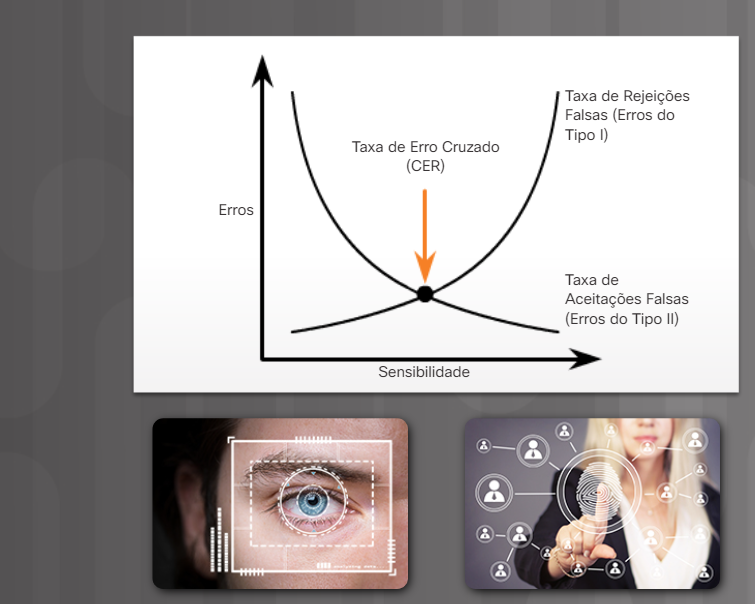 Taxa de Rejeições
Falsas (Erros do
Tipo I)
Taxa de Erro Cruzado
(CER)
Erros
Taxa de
Aceitações Falsas
(Erros do Tipo II)
Sensibilidade